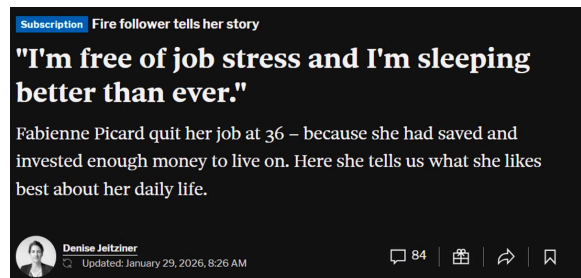 Subscription Fire follower tells her story
"I'm free of job stress and I'm sleeping
better than ever."
Fabienne Picard quit her job at 36 – because she had saved and
invested enough money to live on. Here she tells us what she likes
best about her daily life.
Denise Jeitziner
Updated: January 29, 2026, 8:26 AM
84